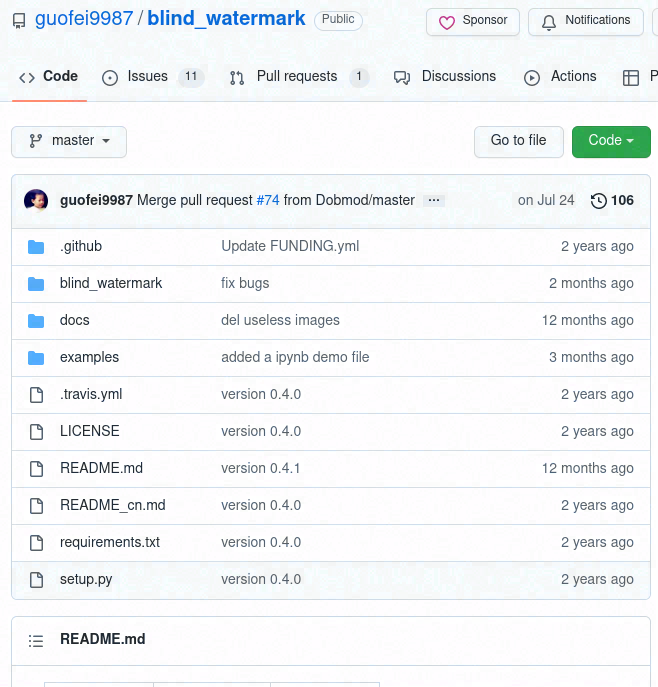 guofei9987 / blind_watermark Public Sponsor Notifications
Code Issues 11 Pull requests 1 Discussions Actions P
master Go to file Code
guofei9987 Merge pull request #74 from Dobmod/master ... on Jul 24 106
.github Update FUNDING.yml 2 years ago
blind_watermark fix bugs 2 months ago
docs del useless images 12 months ago
examples added a ipynb demo file 3 months ago
.travis.yml version 0.4.0 2 years ago
LICENSE version 0.4.0 2 years ago
README.md version 0.4.1 12 months ago
README_cn.md version 0.4.0 2 years ago
requirements.txt version 0.4.0 2 years ago
setup.py version 0.4.0 2 years ago
README.md